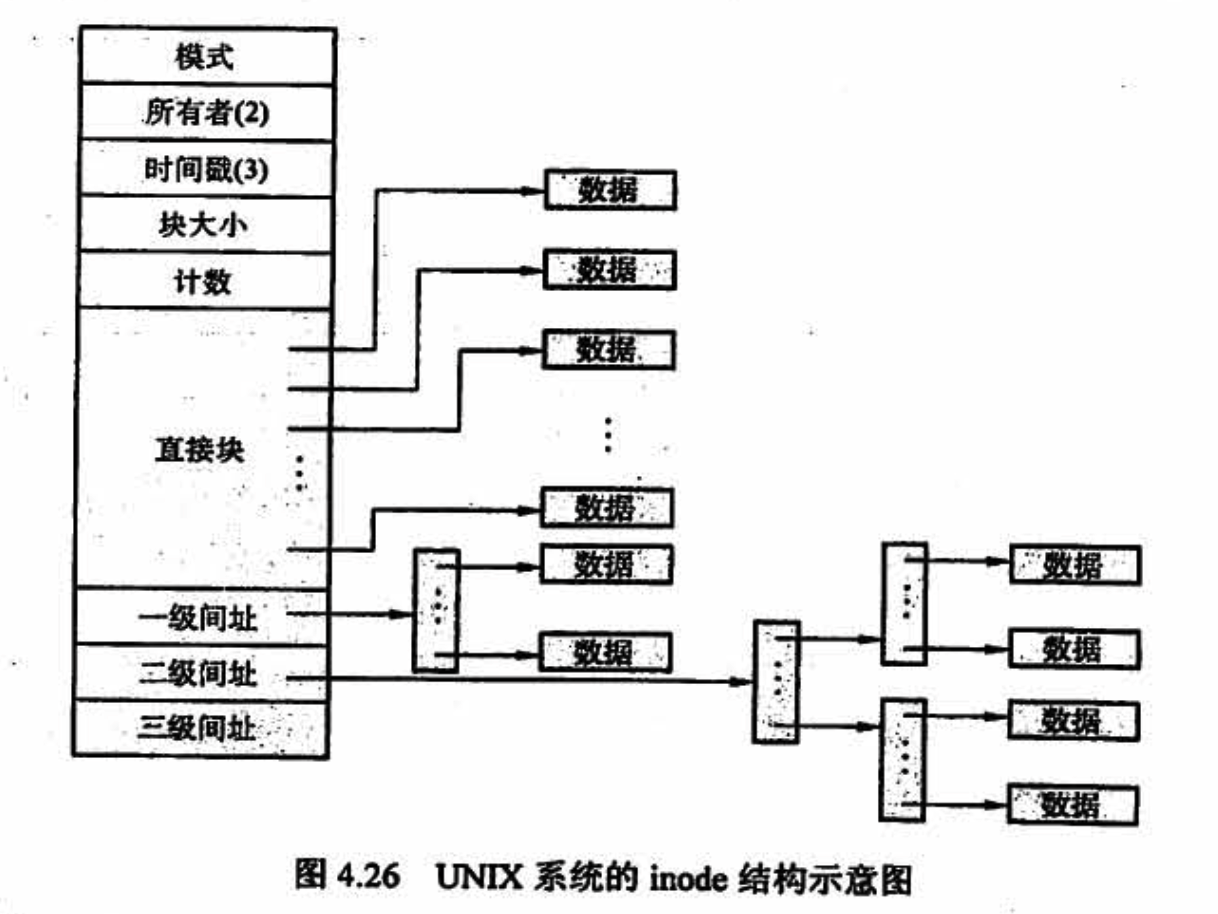 模式
所有者(2)
时间戳(3)
块大小
计数
直接块
一级间址
二级间址
三级间址
数据
数据
数据
数据
数据
数据
数据
数据
数据
数据
图 4.26 UNIX 系统的 inode 结构示意图